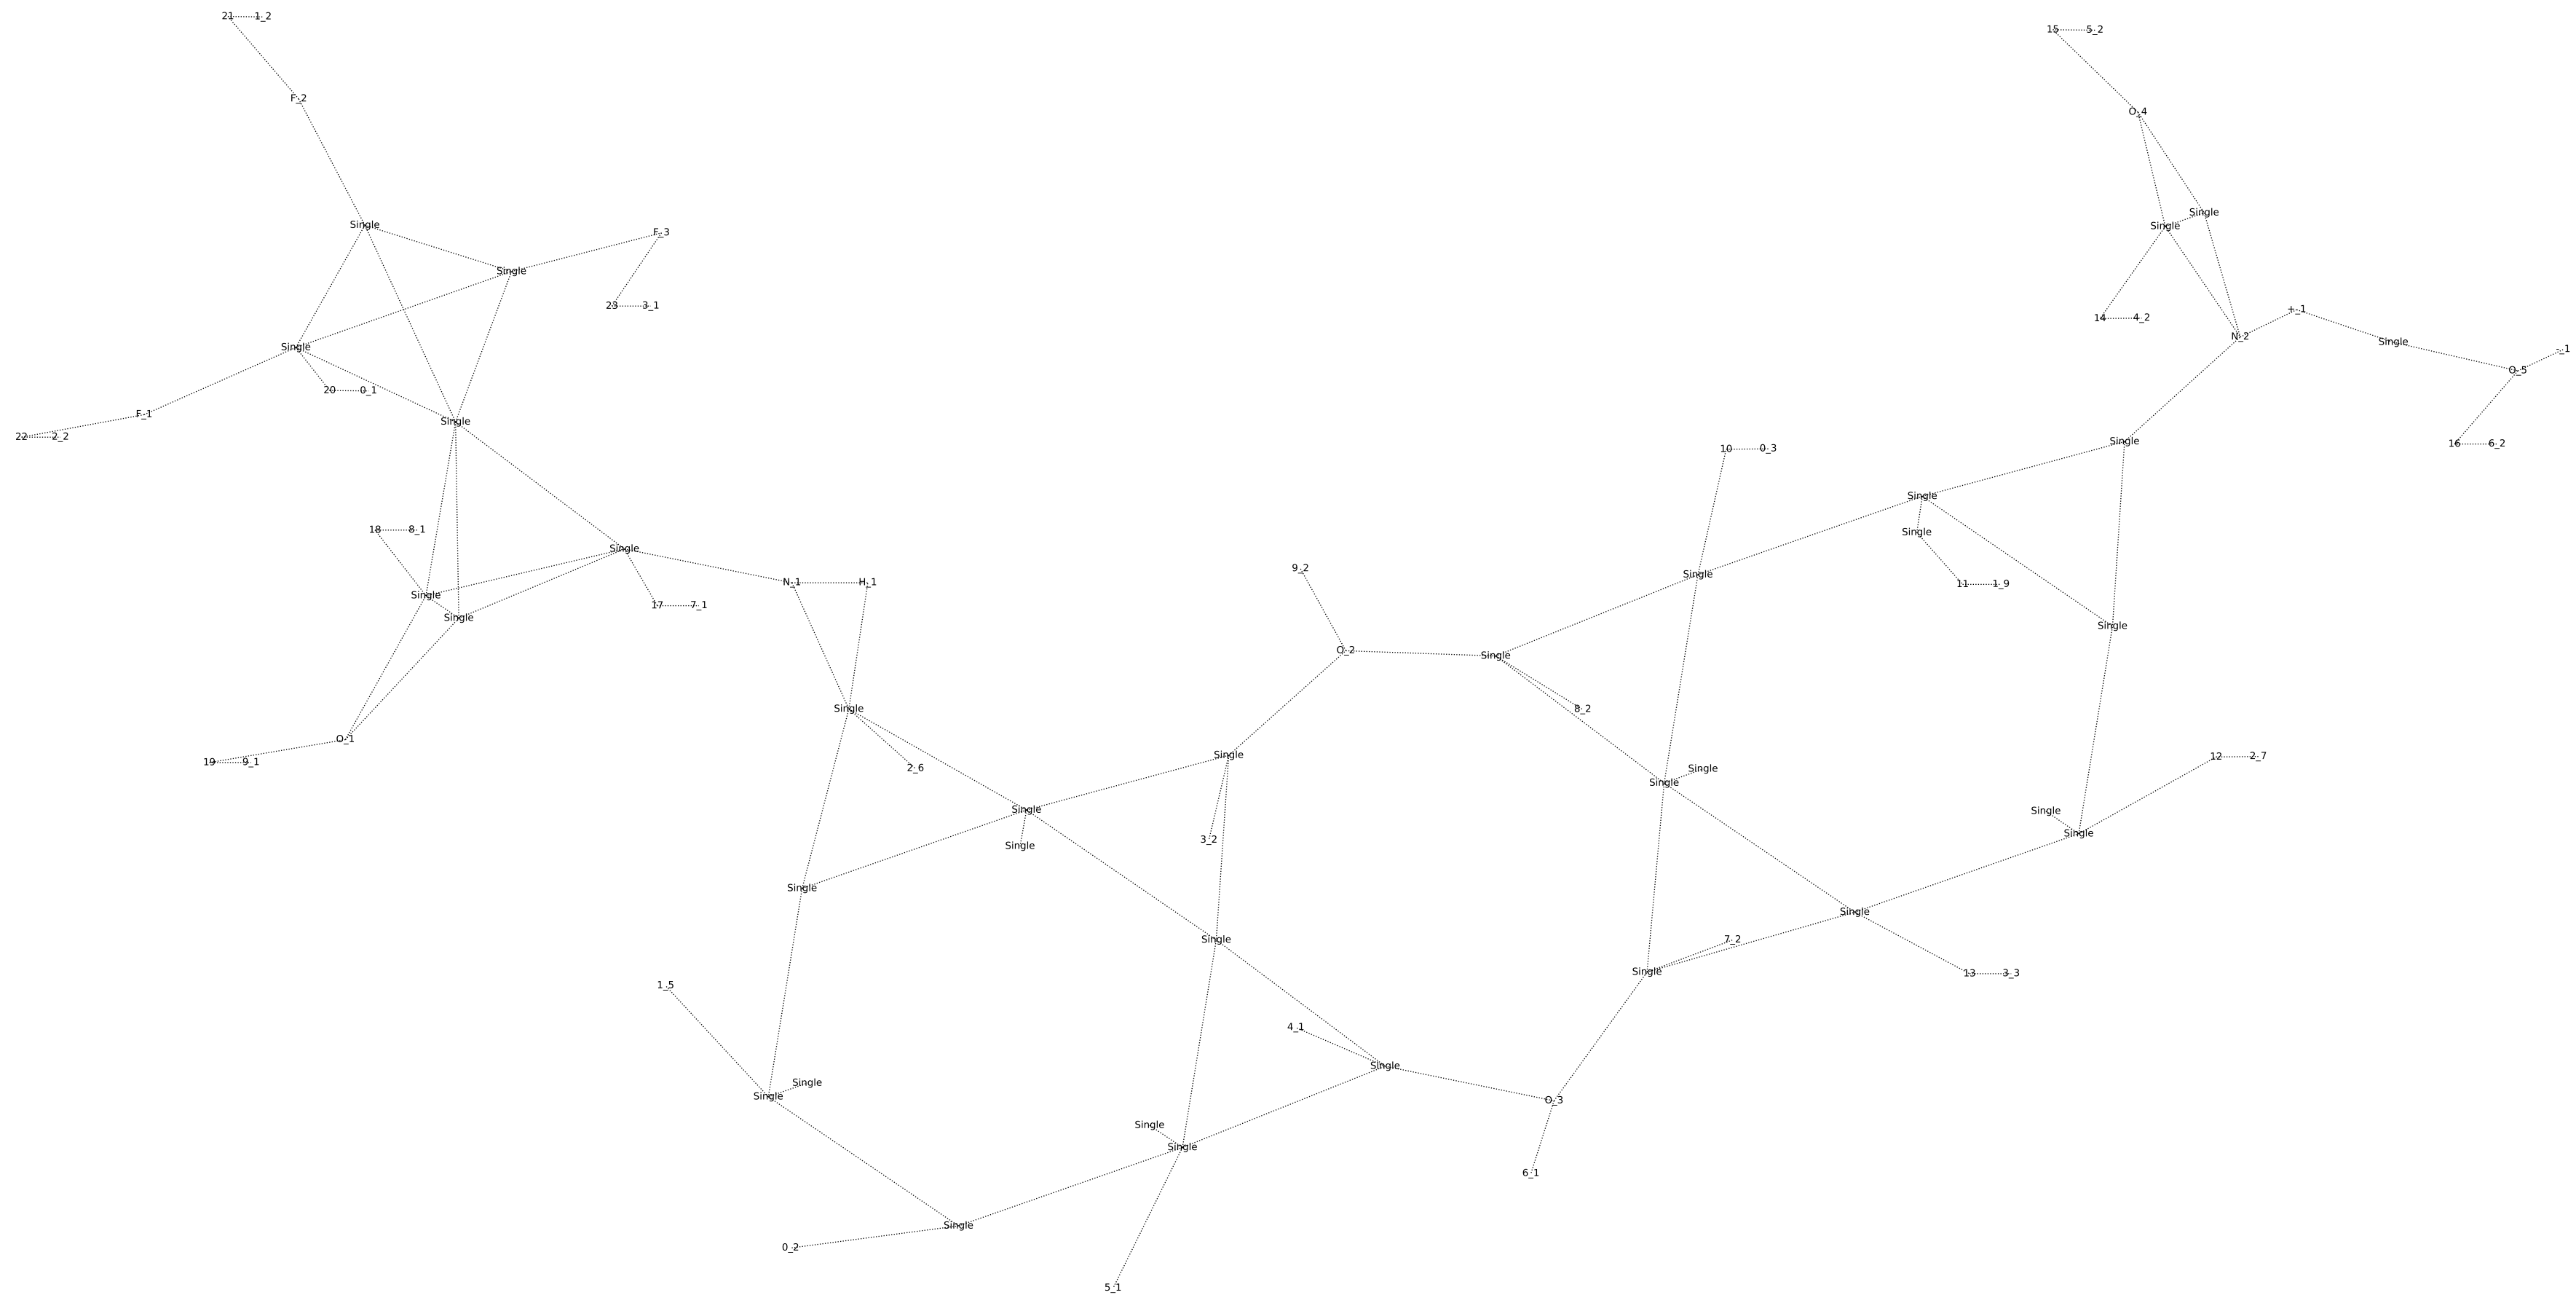 21 1_2
15 5_2
F_2
O_4
Single
Single
F_3
Single
Single
23 3_1
+_1
14 4_2
N_2
Single
Single
-_1
O_5
20 0_1
F_1
Single
22 2_2
Single
16 6_2
10 0_3
Single
18 8_1
Single
Single
9_2
Single
N_1 H_1
11 1_9
Single
17 7_1
Single
Single
O_2
Single
Single
8_2
O_1
Single
12 2_7
19 9_1
2_6
Single
Single
Single
Single
Single
3_2
Single
Single
Single
Single
7_2
Single
13 3_3
1_5
4_1
Single
Single
Single
O_3
Single
Single
6_1
Single
0_2
5_1